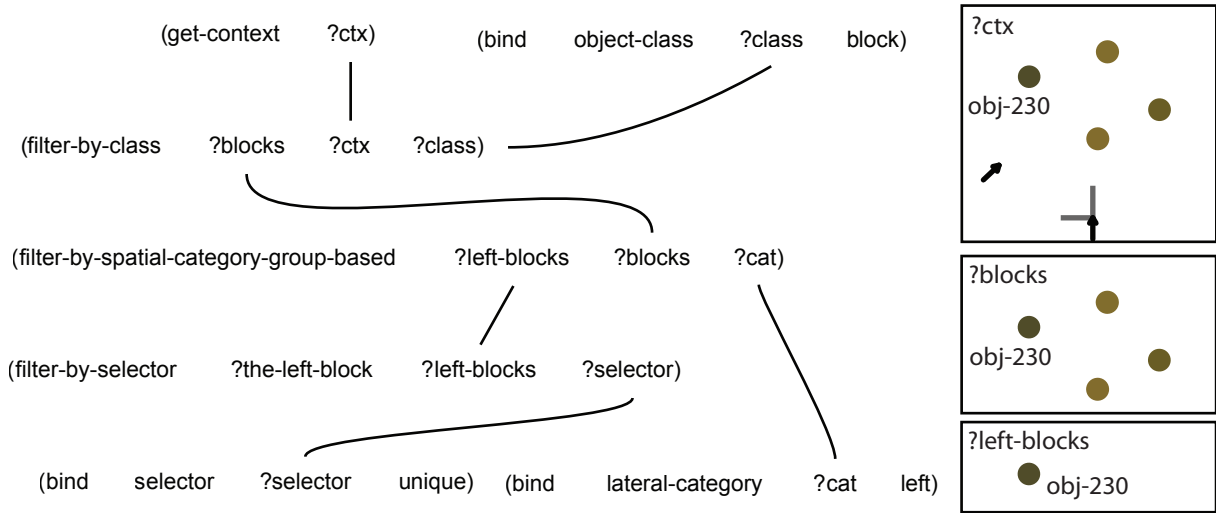 (get-context ?ctx)
(bind object-class ?class block)
(filter-by-class ?blocks ?ctx ?class)
(filter-by-spatial-category-group-based ?left-blocks ?blocks ?cat)
(filter-by-selector ?the-left-block ?left-blocks ?selector)
(bind selector ?selector unique)
(bind lateral-category ?cat left)
?ctx
obj-230
?blocks
obj-230
?left-blocks
obj-230